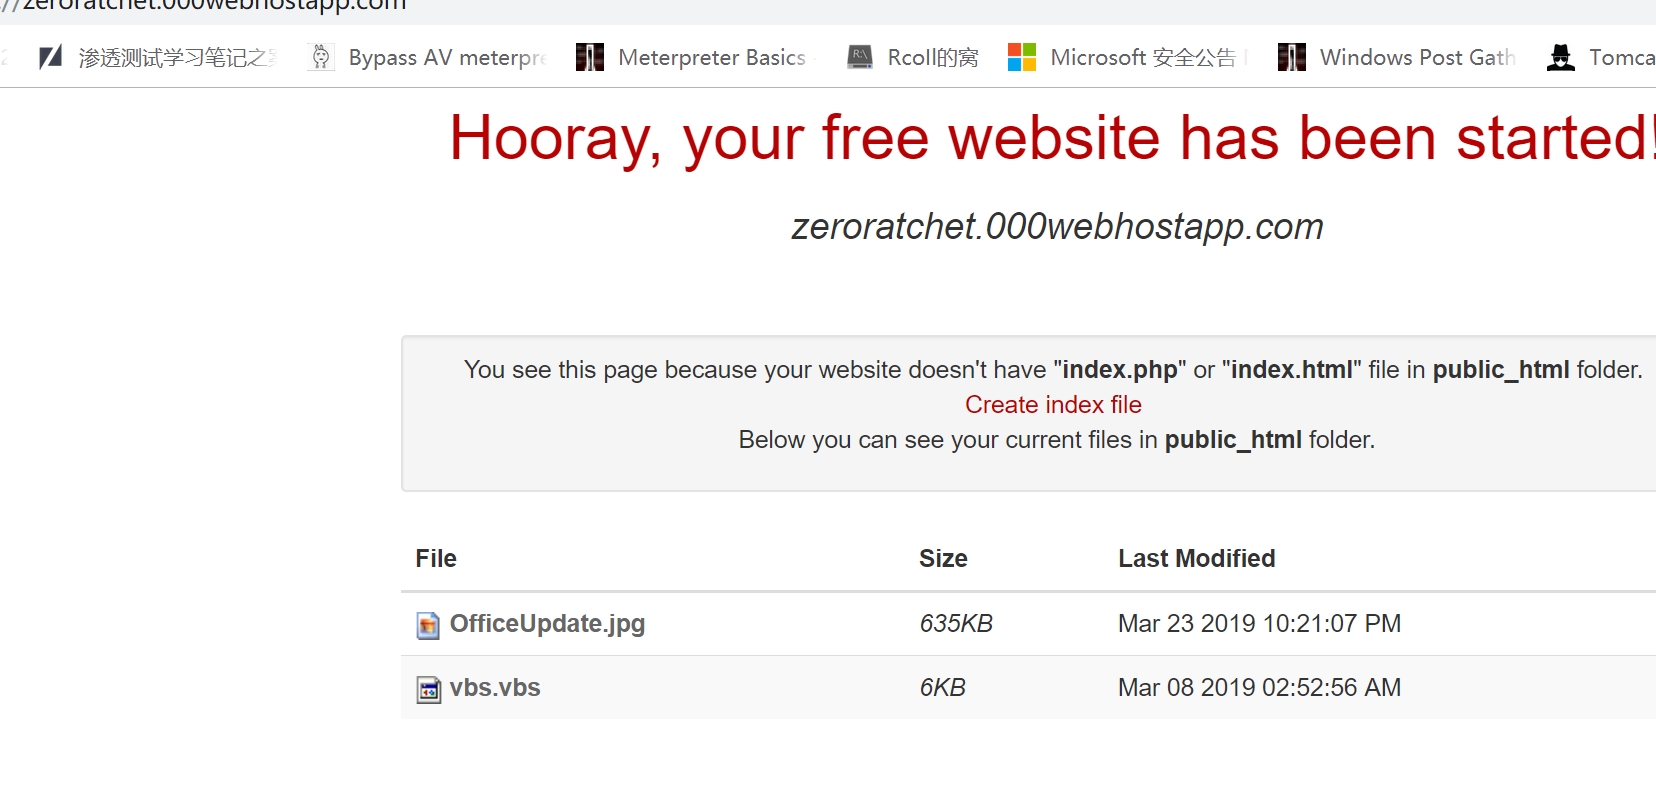 //zeroratchet.000webhostapp.com
渗透测试学习笔记之 Bypass AV meterpre Meterpreter Basics Rcoll的窝 Microsoft 安全公告 Windows Post Gath Tomca
Hooray, your free website has been started!
zeroratchet.000webhostapp.com
You see this page because your website doesn't have "index.php" or "index.html" file in public_html folder.
Create index file
Below you can see your current files in public_html folder.
File Size Last Modified
OfficeUpdate.jpg 635KB Mar 23 2019 10:21:07 PM
vbs.vbs 6KB Mar 08 2019 02:52:56 AM